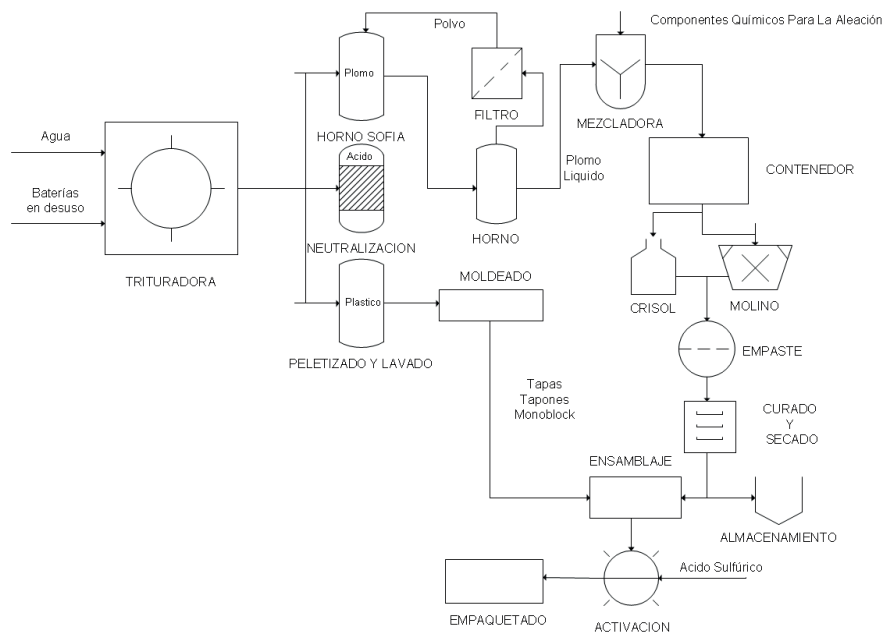 Componentes Químicos Para La Aleación
Polvo
Plomo
FILTRO
MEZCLADORA
HORNO SOFIA
Agua
Acido
Plomo
Liquido
CONTENEDOR
Baterías
en desuso
NEUTRALIZACION
HORNO
TRITURADORA
MOLDEADO
Plastico
CRISOL
MOLINO
PELETIZADO Y LAVADO
EMPASTE
Tapas
Tapones
Monoblock
CURADO
Y
SECADO
ENSAMBLAJE
ALMACENAMIENTO
Acido Sulfúrico
EMPAQUETADO
ACTIVACION